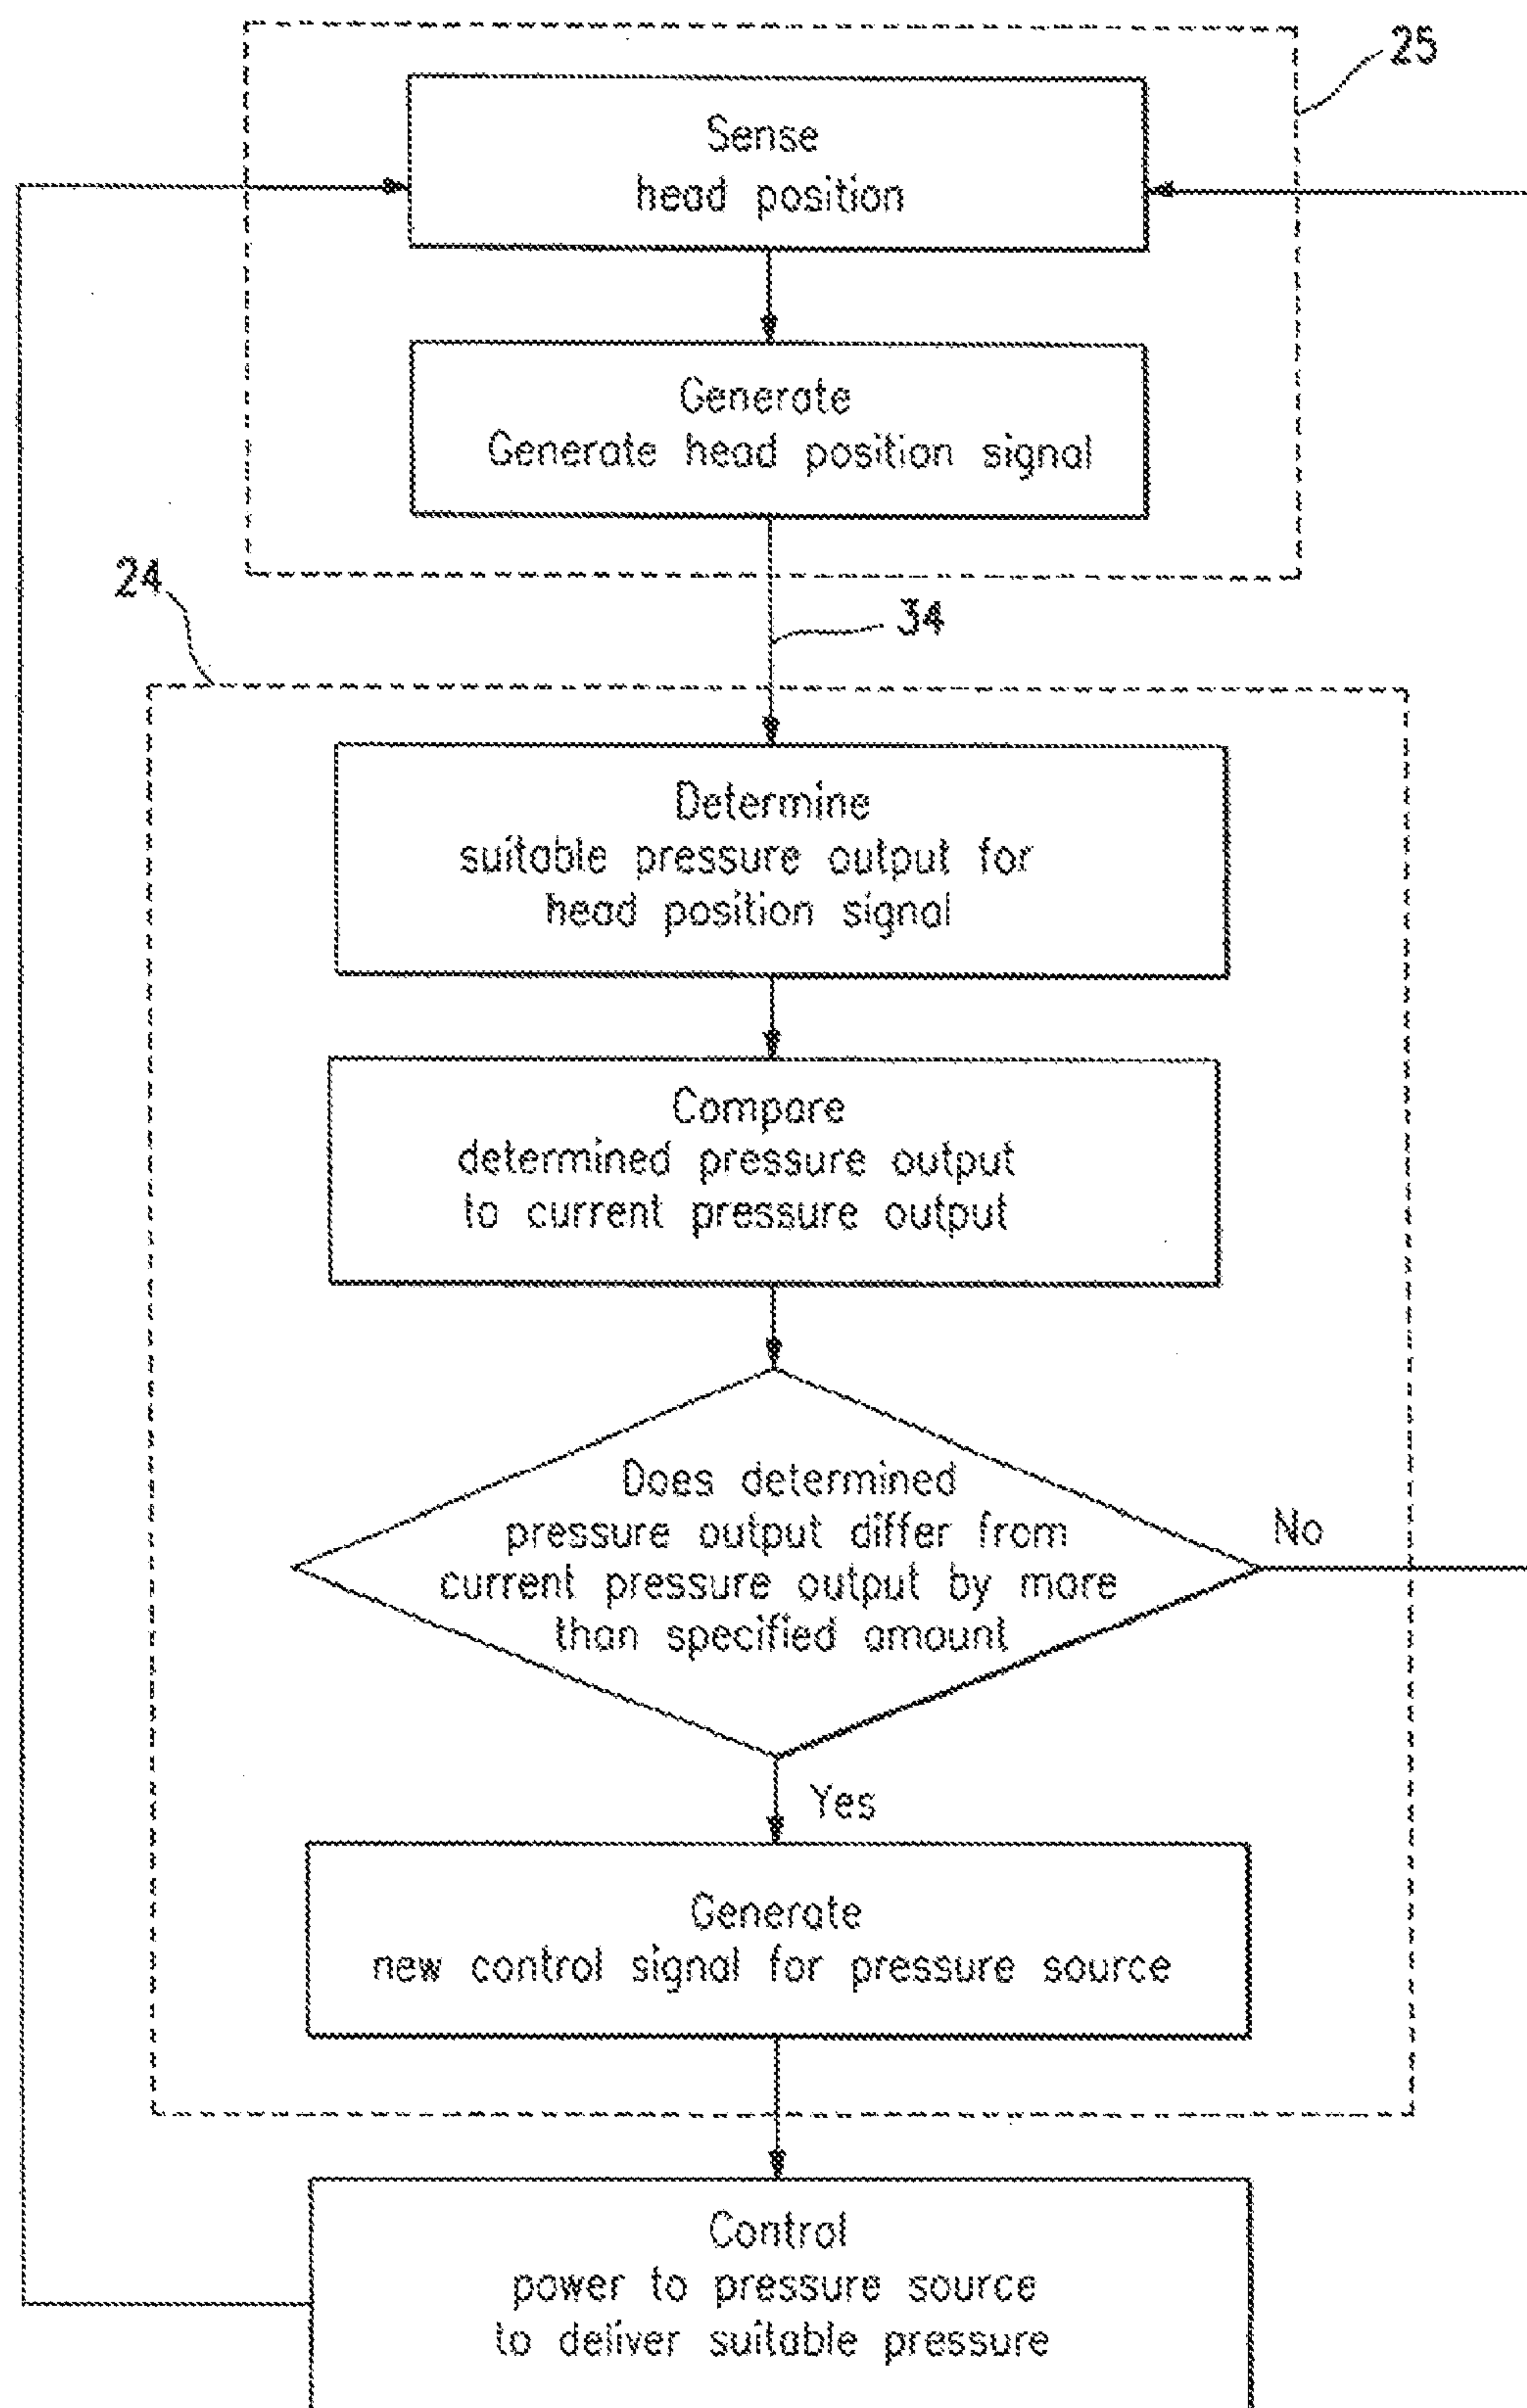 25
Sense
head position
Generate
Generate head position signal
24
34
Determine
suitable pressure output for
head position signal
Compare
determined pressure output
to current pressure output
Does determined
pressure output differ from
current pressure output by more
than specified amount
No
Yes
Generate
new control signal for pressure source
Control
power to pressure source
to deliver suitable pressure